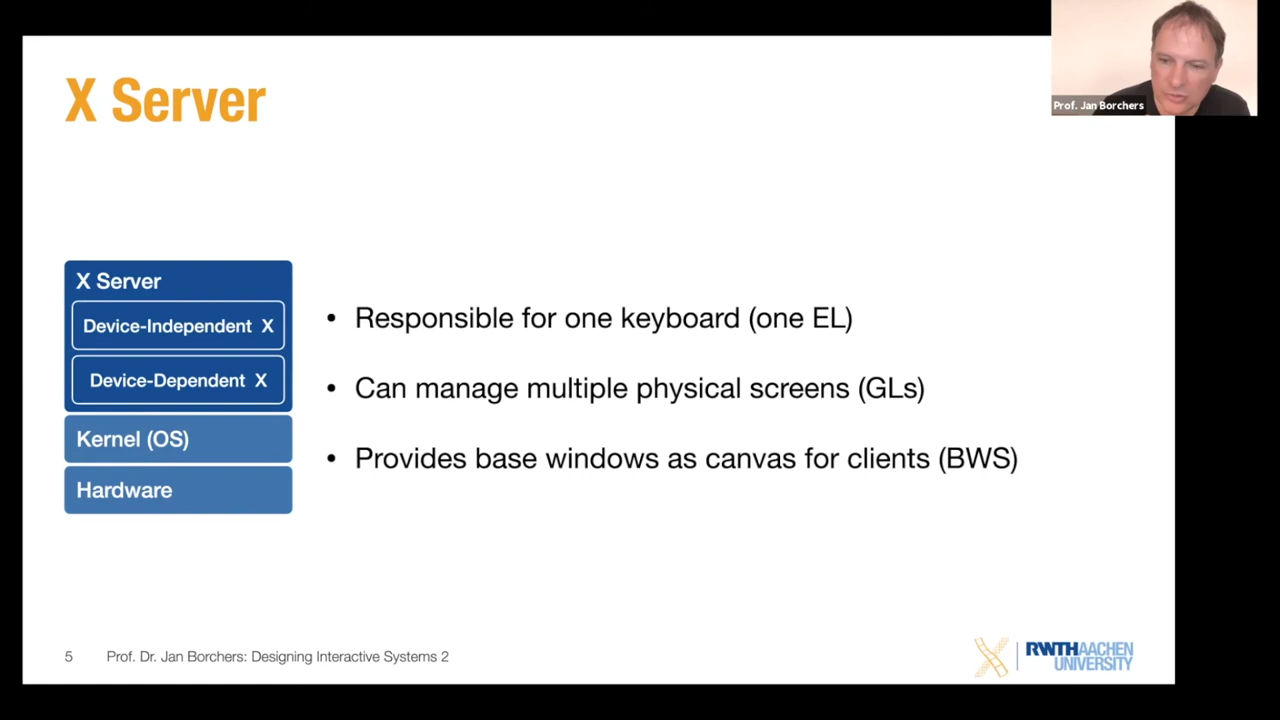 X Server
Prof. Jan Borchers
X Server
Device-Independent X
Device-Dependent X
Kernel (OS)
Hardware
• Responsible for one keyboard (one EL)
• Can manage multiple physical screens (GLs)
• Provides base windows as canvas for clients (BWS)
5 Prof. Dr. Jan Borchers: Designing Interactive Systems 2
RWTHAACHEN
UNIVERSITY